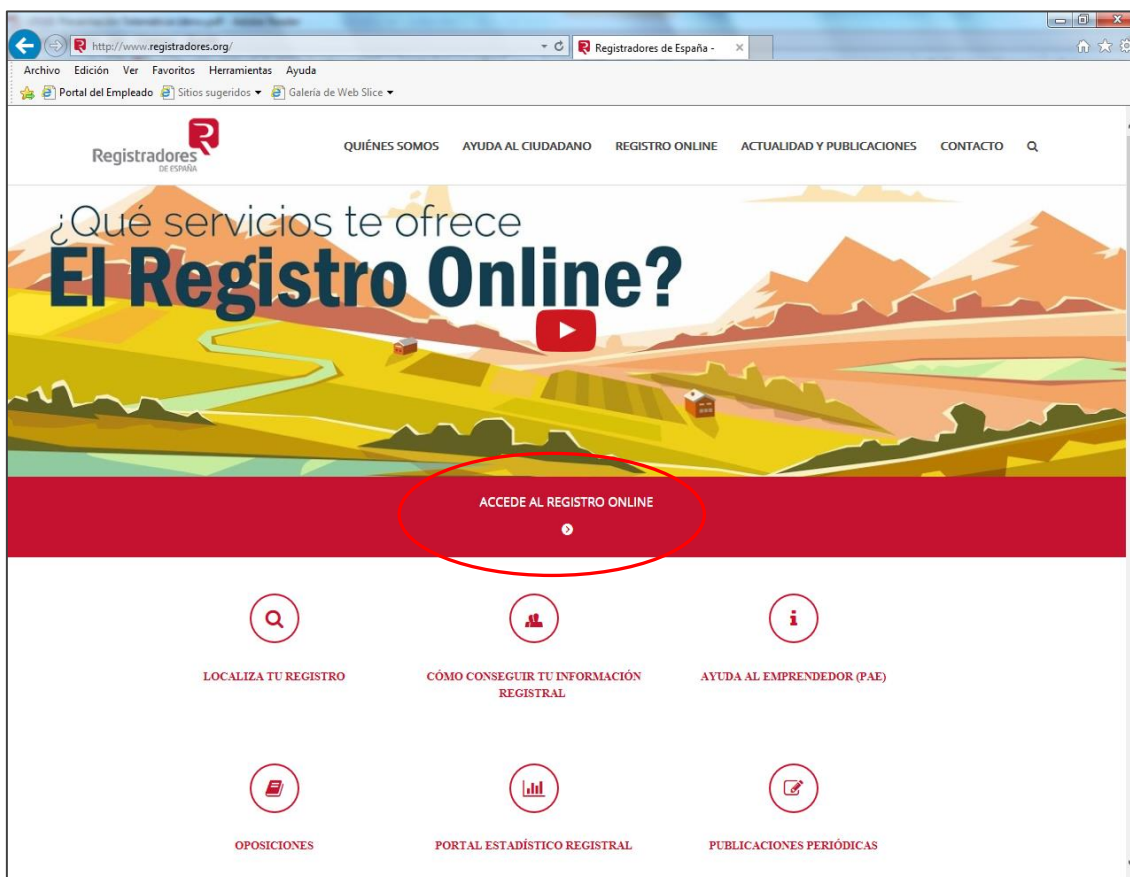 http://www.registradores.org/
Registradores de España -
Archivo Edición Ver Favoritos Herramientas Ayuda
Portal del Empleado Sitios sugeridos Galería de Web Slice
Registradores
DE ESPAÑA
QUIÉNES SOMOS AYUDA AL CIUDADANO REGISTRO ONLINE ACTUALIDAD Y PUBLICACIONES CONTACTO
¿Qué servicios te ofrece
El Registro Online?
ACCEDE AL REGISTRO ONLINE
LOCALIZA TU REGISTRO
CÓMO CONSEGUIR TU INFORMACIÓN
REGISTRAL
AYUDA AL EMPRENDEDOR (PAE)
OPOSICIONES
PORTAL ESTADÍSTICO REGISTRAL
PUBLICACIONES PERIÓDICAS